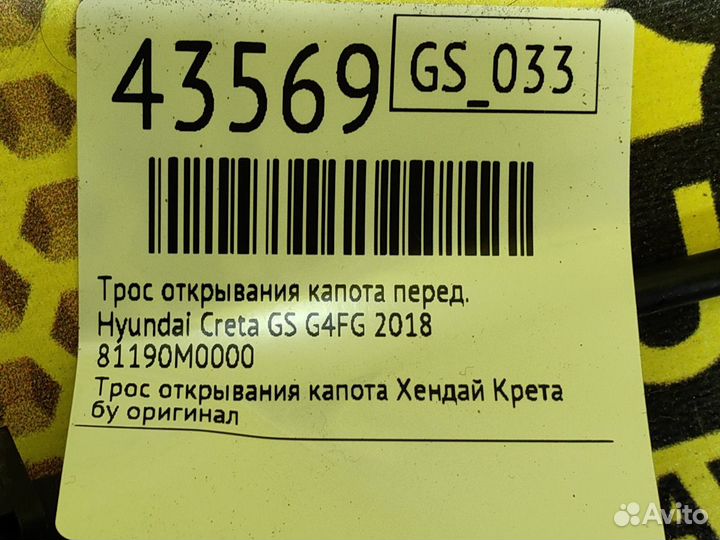 43569
GS_033
Трос открывания капота перед.
Hyundai Creta GS G4FG 2018
81190M0000
Трос открывания капота Хендай Крета
бу оригинал
Avito